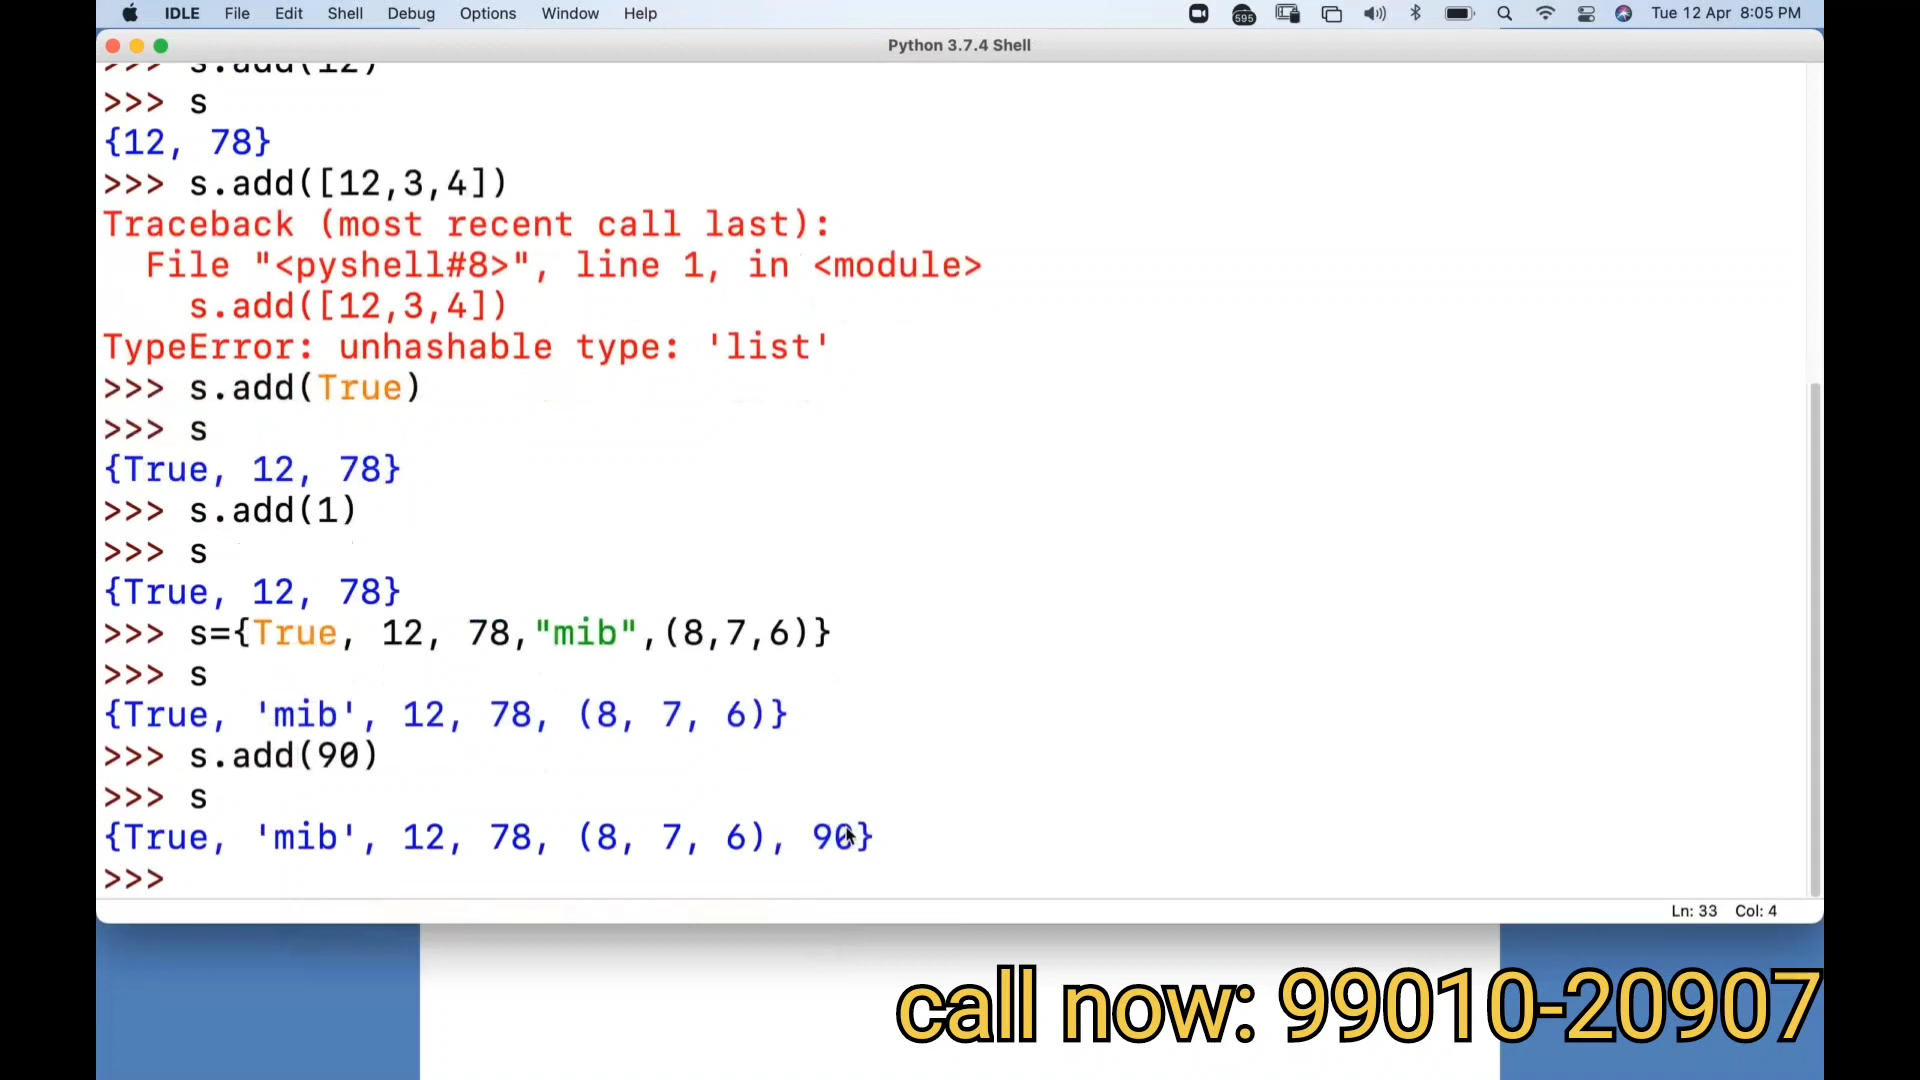 IDLE File Edit Shell Debug Options Window Help 595 Tue 12 Apr 8:05 PM
Python 3.7.4 Shell
>>> s.add(12)
>>> s
{12, 78}
>>> s.add([12,3,4])
Traceback (most recent call last):
  File "<pyshell#8>", line 1, in <module>
    s.add([12,3,4])
TypeError: unhashable type: 'list'
>>> s.add(True)
>>> s
{True, 12, 78}
>>> s.add(1)
>>> s
{True, 12, 78}
>>> s={True, 12, 78,"mib",(8,7,6)}
>>> s
{True, 'mib', 12, 78, (8, 7, 6)}
>>> s.add(90)
>>> s
{True, 'mib', 12, 78, (8, 7, 6), 90}
>>>
Ln: 33 Col: 4
call now: 99010-20907